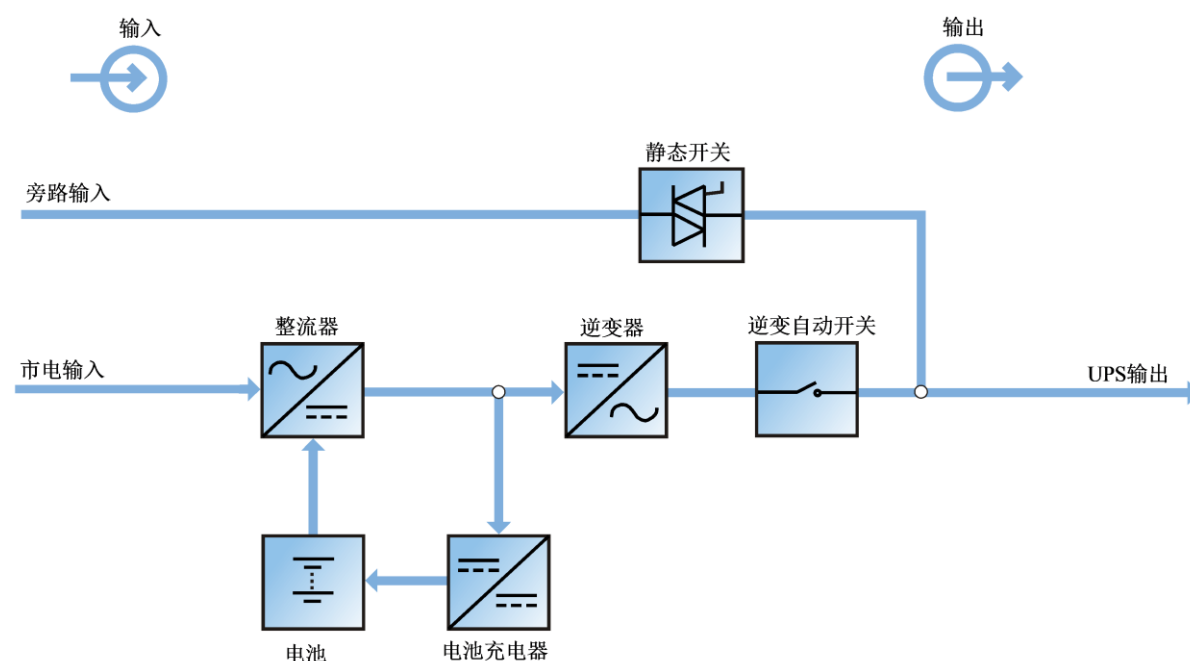 输入
输出
静态开关
旁路输入
整流器
逆变器
逆变自动开关
市电输入
UPS输出
电池
电池充电器